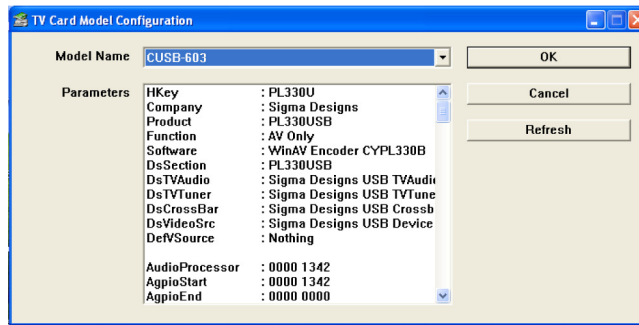 TV Card Model Configuration
Model Name CUSB-603 OK
Parameters HKey : PL330U Cancel
Company : Sigma Designs
Product : PL330USB Refresh
Function : AV Only
Software : WinAV Encoder CYPL330B
DsSection : PL330USB
DsTVAudio : Sigma Designs USB TVAudio
DsTVTuner : Sigma Designs USB TVTune
DsCrossBar : Sigma Designs USB Crossb
DsVideoSrc : Sigma Designs USB Device
DefVSource : Nothing
AudioProcessor : 0000 1342
AgpioStart : 0000 1342
AgpioEnd : 0000 0000